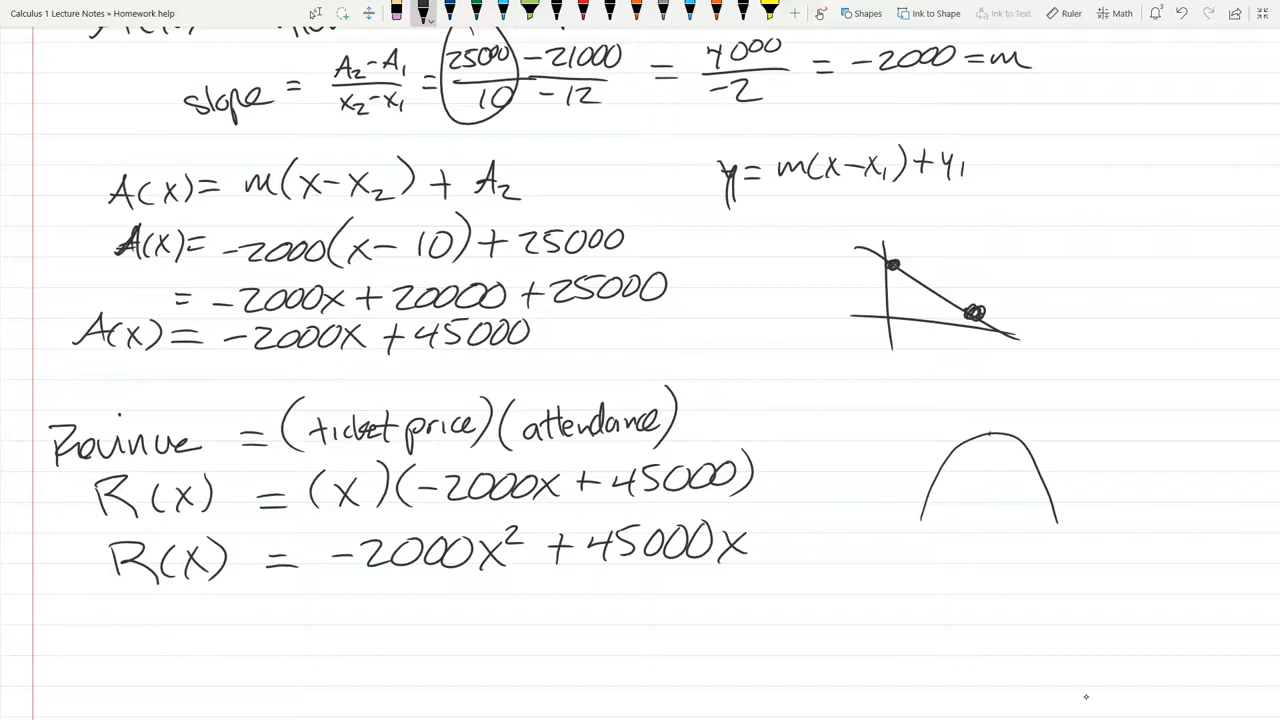 Calculus 1 Lecture Notes » Homework help
Shapes Ink to Shape Ink to Text Ruler Math
slope = A₂-A₁/x₂-x₁ = 25000-21000/10-12 = 4000/-2 = -2000 = m
A(x) = m(x-x₂) + A₂
y = m(x-x₁)+y₁
A(x) = -2000(x-10)+25000
= -2000x+20000+25000
A(x) = -2000x+45000
= (ticket price)(attendance)
R(x) = (x)(-2000x+45000)
R(x) = -2000x²+45000x